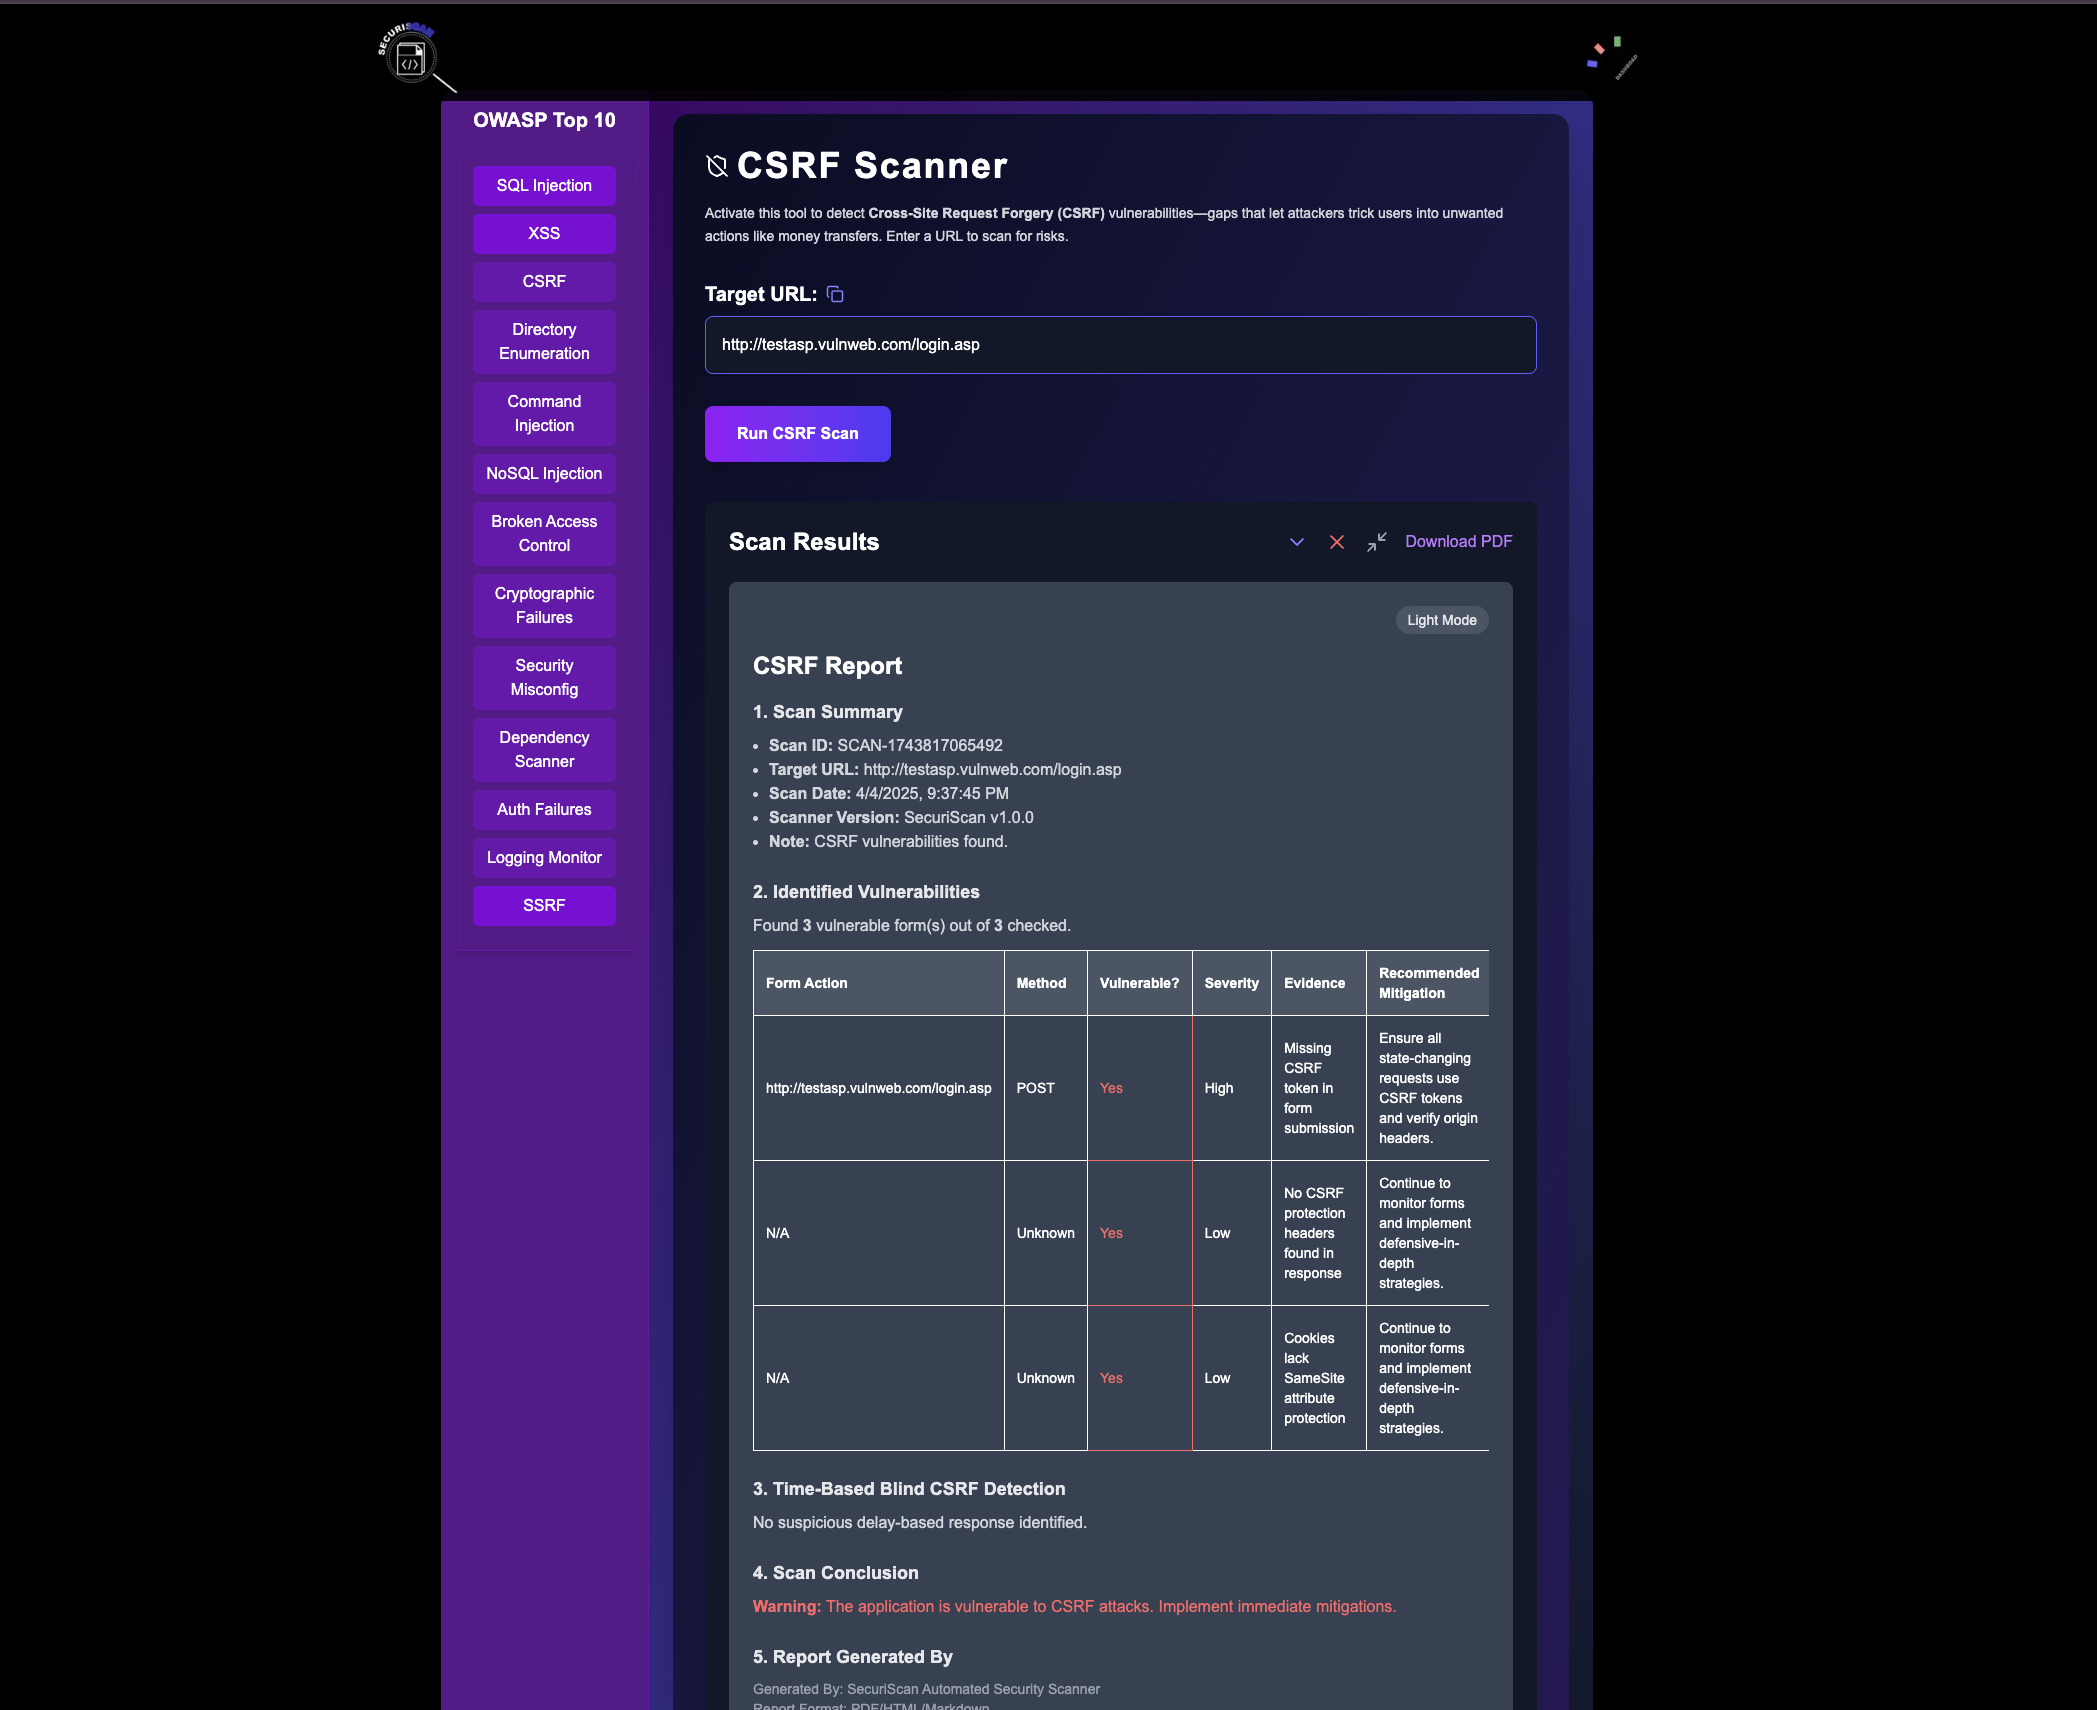 SECURISCAN
DASHBOARD
OWASP Top 10
SQL Injection
XSS
CSRF
Directory
Enumeration
Command
Injection
NoSQL Injection
Broken Access
Control
Cryptographic
Failures
Security
Misconfig
Dependency
Scanner
Auth Failures
Logging Monitor
SSRF
CSRF Scanner
Activate this tool to detect Cross-Site Request Forgery (CSRF) vulnerabilities—gaps that let attackers trick users into unwanted
actions like money transfers. Enter a URL to scan for risks.
Target URL:
http://testasp.vulnweb.com/login.asp
Run CSRF Scan
Scan Results
Download PDF
Light Mode
CSRF Report
1. Scan Summary
• Scan ID: SCAN-1743817065492
• Target URL: http://testasp.vulnweb.com/login.asp
• Scan Date: 4/4/2025, 9:37:45 PM
• Scanner Version: SecuriScan v1.0.0
• Note: CSRF vulnerabilities found.
2. Identified Vulnerabilities
Found 3 vulnerable form(s) out of 3 checked.
Form Action
Method
Vulnerable?
Severity
Evidence
Recommended
Mitigation
http://testasp.vulnweb.com/login.asp
POST
Yes
High
Missing
CSRF
token in
form
submission
Ensure all
state-changing
requests use
CSRF tokens
and verify origin
headers.
N/A
Unknown
Yes
Low
No CSRF
protection
headers
found in
response
Continue to
monitor forms
and implement
defensive-in-
depth
strategies.
N/A
Unknown
Yes
Low
Cookies
lack
SameSite
attribute
protection
Continue to
monitor forms
and implement
defensive-in-
depth
strategies.
3. Time-Based Blind CSRF Detection
No suspicious delay-based response identified.
4. Scan Conclusion
Warning: The application is vulnerable to CSRF attacks. Implement immediate mitigations.
5. Report Generated By
Generated By: SecuriScan Automated Security Scanner
Report Format: PDF/HTML/Markdown